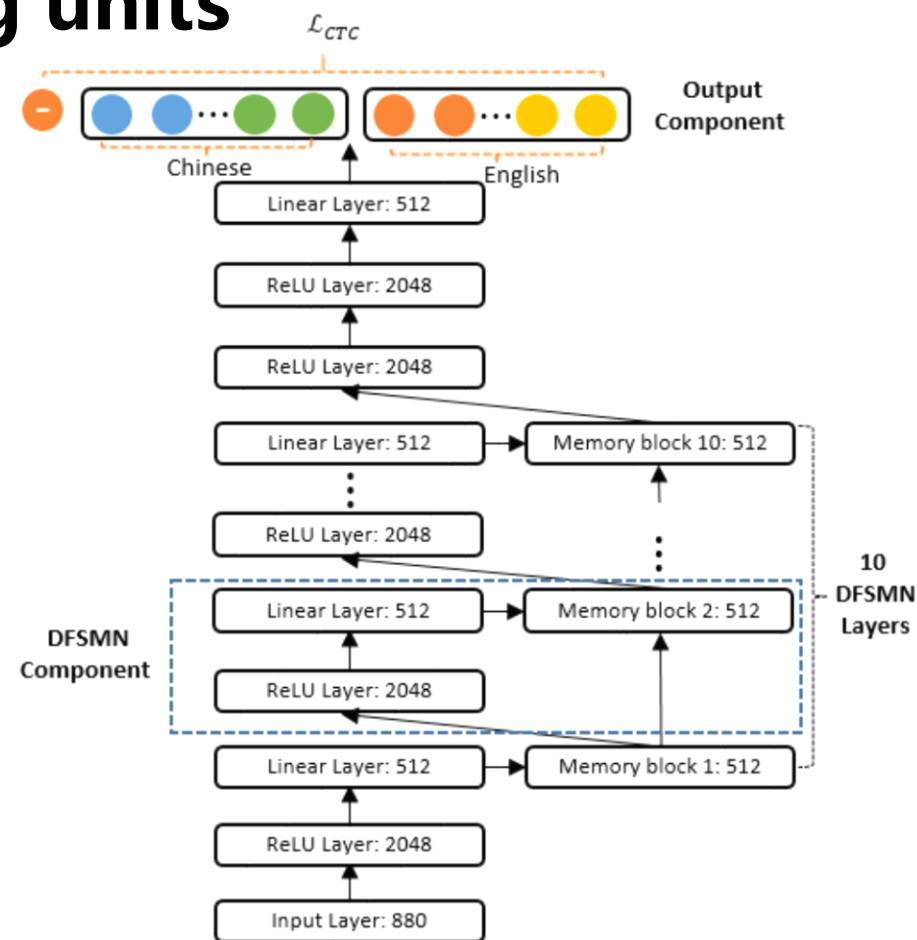 g units
ℒCTC
−
...
...
Output
Component
Chinese
English
Linear Layer: 512
ReLU Layer: 2048
ReLU Layer: 2048
Linear Layer: 512
Memory block 10: 512
ReLU Layer: 2048
10
DFSMN
Layers
Linear Layer: 512
Memory block 2: 512
DFSMN
Component
ReLU Layer: 2048
Linear Layer: 512
Memory block 1: 512
ReLU Layer: 2048
Input Layer: 880